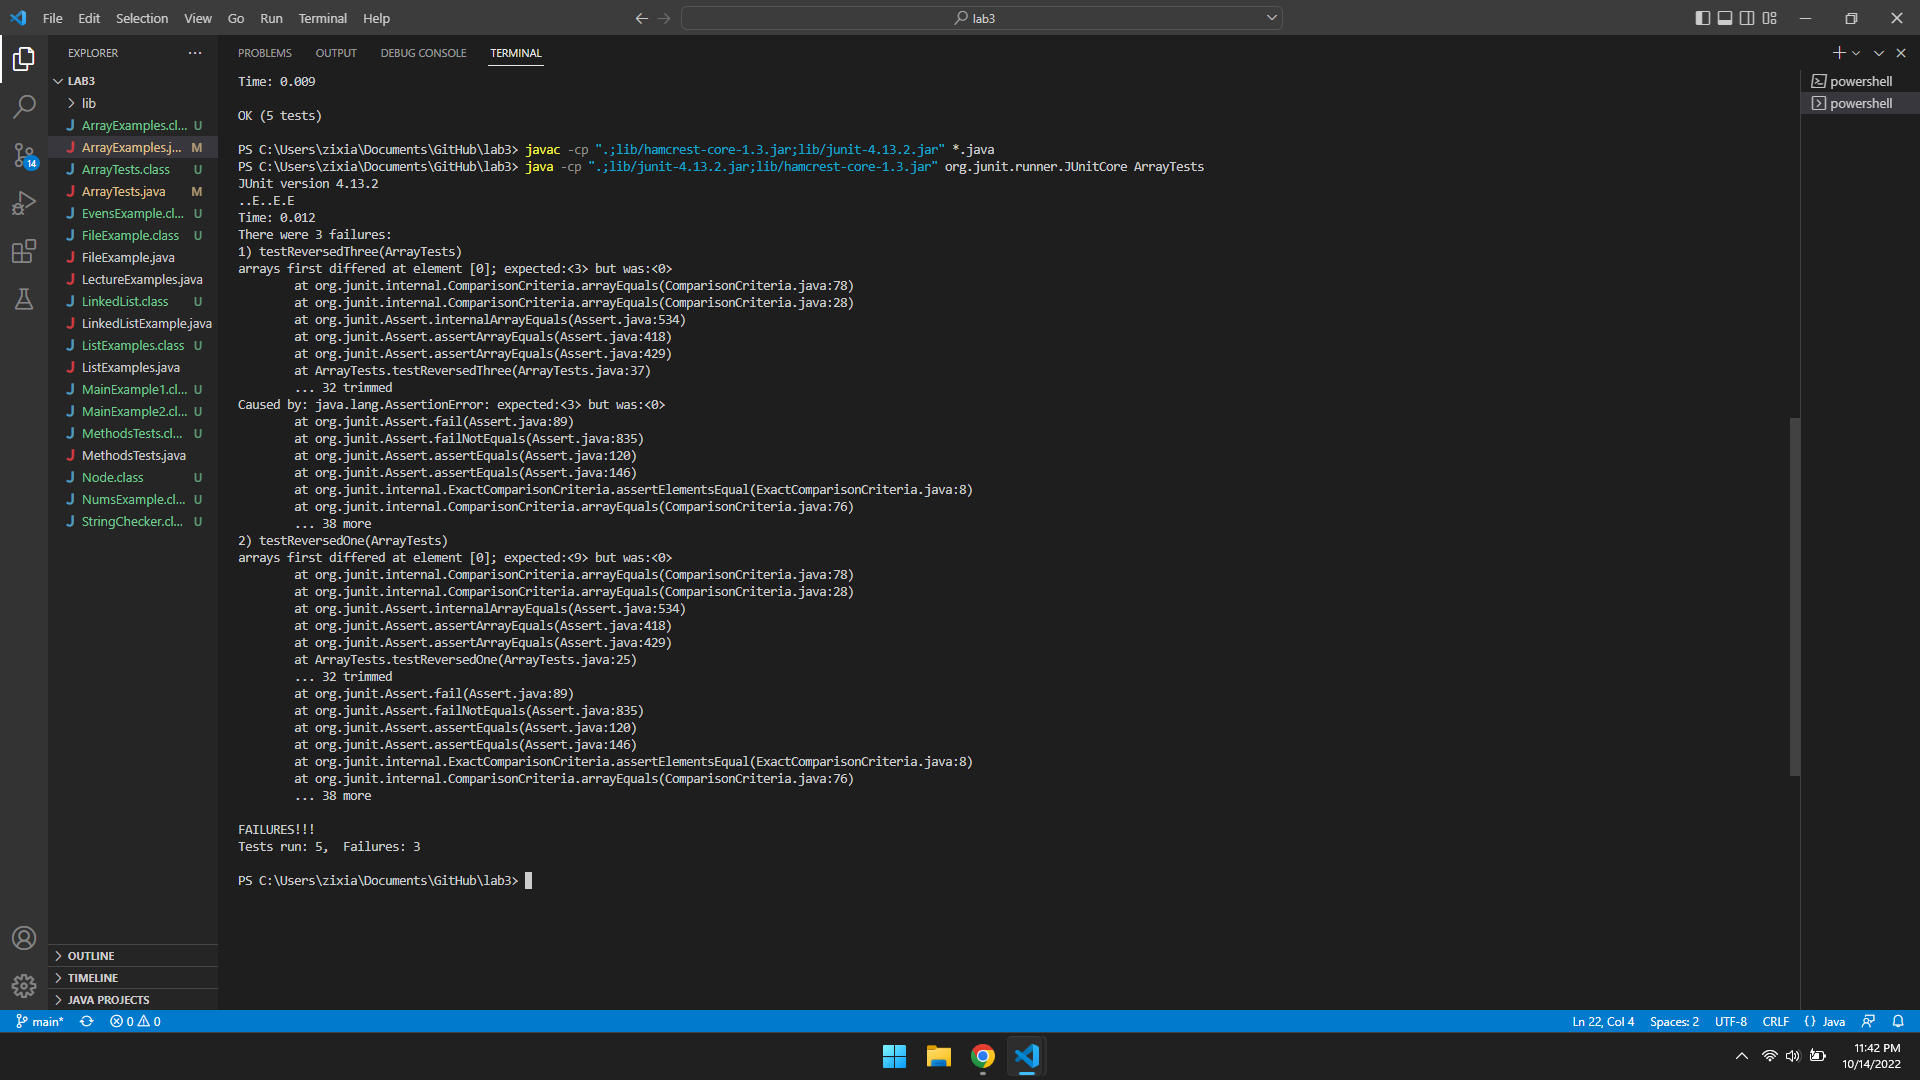 File Edit Selection View Go Run Terminal Help
lab3
EXPLORER
PROBLEMS OUTPUT DEBUG CONSOLE TERMINAL
LAB3
lib
ArrayExamples.cl... U
ArrayExamples.j... M
ArrayTests.class U
ArrayTests.java M
EvensExample.cl... U
FileExample.class U
FileExample.java
LectureExamples.java
LinkedList.class U
LinkedListExample.java
ListExamples.class U
ListExamples.java
MainExample1.cl... U
MainExample2.cl... U
MethodsTests.cl... U
MethodsTests.java
Node.class U
NumsExample.cl... U
StringChecker.cl... U
OUTLINE
TIMELINE
JAVA PROJECTS
14
Time: 0.009
OK (5 tests)
PS C:\Users\zixia\Documents\GitHub\lab3> javac -cp ".;lib/hamcrest-core-1.3.jar;lib/junit-4.13.2.jar" *.java
PS C:\Users\zixia\Documents\GitHub\lab3> java -cp ".;lib/junit-4.13.2.jar;lib/hamcrest-core-1.3.jar" org.junit.runner.JUnitCore ArrayTests
JUnit version 4.13.2
..E..E.E
Time: 0.012
There were 3 failures:
1) testReversedThree(ArrayTests)
arrays first differed at element [0]; expected:<3> but was:<0>
at org.junit.internal.ComparisonCriteria.arrayEquals(ComparisonCriteria.java:78)
at org.junit.internal.ComparisonCriteria.arrayEquals(ComparisonCriteria.java:28)
at org.junit.Assert.internalArrayEquals(Assert.java:534)
at org.junit.Assert.assertArrayEquals(Assert.java:418)
at org.junit.Assert.assertArrayEquals(Assert.java:429)
at ArrayTests.testReversedThree(ArrayTests.java:37)
... 32 trimmed
Caused by: java.lang.AssertionError: expected:<3> but was:<0>
at org.junit.Assert.fail(Assert.java:89)
at org.junit.Assert.failNotEquals(Assert.java:835)
at org.junit.Assert.assertEquals(Assert.java:120)
at org.junit.Assert.assertEquals(Assert.java:146)
at org.junit.internal.ExactComparisonCriteria.assertElementsEqual(ExactComparisonCriteria.java:8)
at org.junit.internal.ComparisonCriteria.arrayEquals(ComparisonCriteria.java:76)
... 38 more
2) testReversedOne(ArrayTests)
arrays first differed at element [0]; expected:<9> but was:<0>
at org.junit.internal.ComparisonCriteria.arrayEquals(ComparisonCriteria.java:78)
at org.junit.internal.ComparisonCriteria.arrayEquals(ComparisonCriteria.java:28)
at org.junit.Assert.internalArrayEquals(Assert.java:534)
at org.junit.Assert.assertArrayEquals(Assert.java:418)
at org.junit.Assert.assertArrayEquals(Assert.java:429)
at ArrayTests.testReversedOne(ArrayTests.java:25)
... 32 trimmed
at org.junit.Assert.fail(Assert.java:89)
at org.junit.Assert.failNotEquals(Assert.java:835)
at org.junit.Assert.assertEquals(Assert.java:120)
at org.junit.Assert.assertEquals(Assert.java:146)
at org.junit.internal.ExactComparisonCriteria.assertElementsEqual(ExactComparisonCriteria.java:8)
at org.junit.internal.ComparisonCriteria.arrayEquals(ComparisonCriteria.java:76)
... 38 more
FAILURES!!!
Tests run: 5,  Failures: 3
PS C:\Users\zixia\Documents\GitHub\lab3>
powershell
powershell
main* 0 0
Ln 22, Col 4 Spaces: 2 UTF-8 CRLF {} Java
11:42 PM
10/14/2022